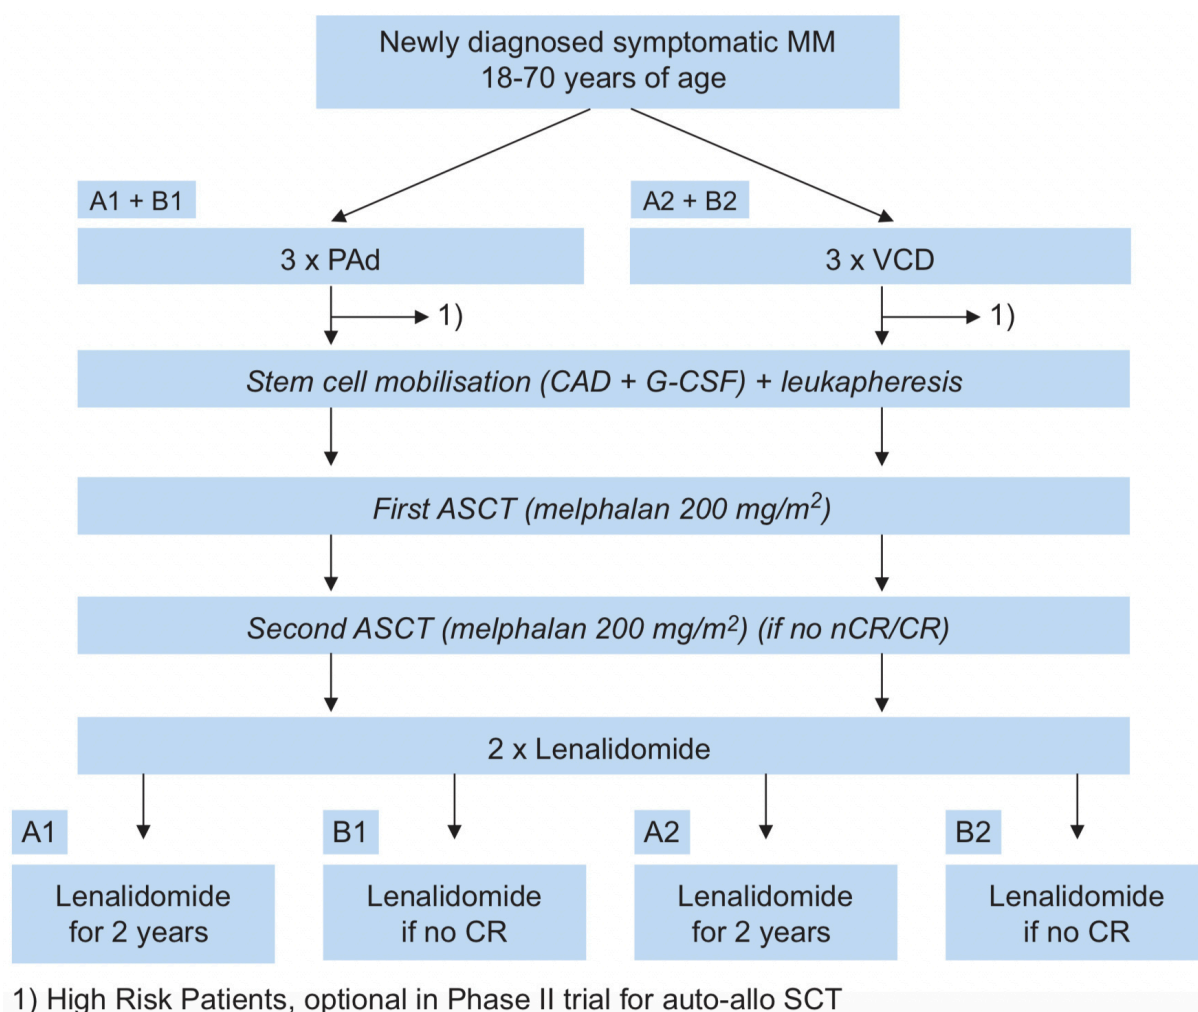 Newly diagnosed symptomatic MM
18-70 years of age
A1 + B1
A2 + B2
3 x PAd
3 x VCD
1)
1)
Stem cell mobilisation (CAD + G-CSF) + leukapheresis
First ASCT (melphalan 200 mg/m²)
Second ASCT (melphalan 200 mg/m²) (if no nCR/CR)
2 x Lenalidomide
A1
B1
A2
B2
Lenalidomide
for 2 years
Lenalidomide
if no CR
Lenalidomide
for 2 years
Lenalidomide
if no CR
1) High Risk Patients, optional in Phase II trial for auto-allo SCT